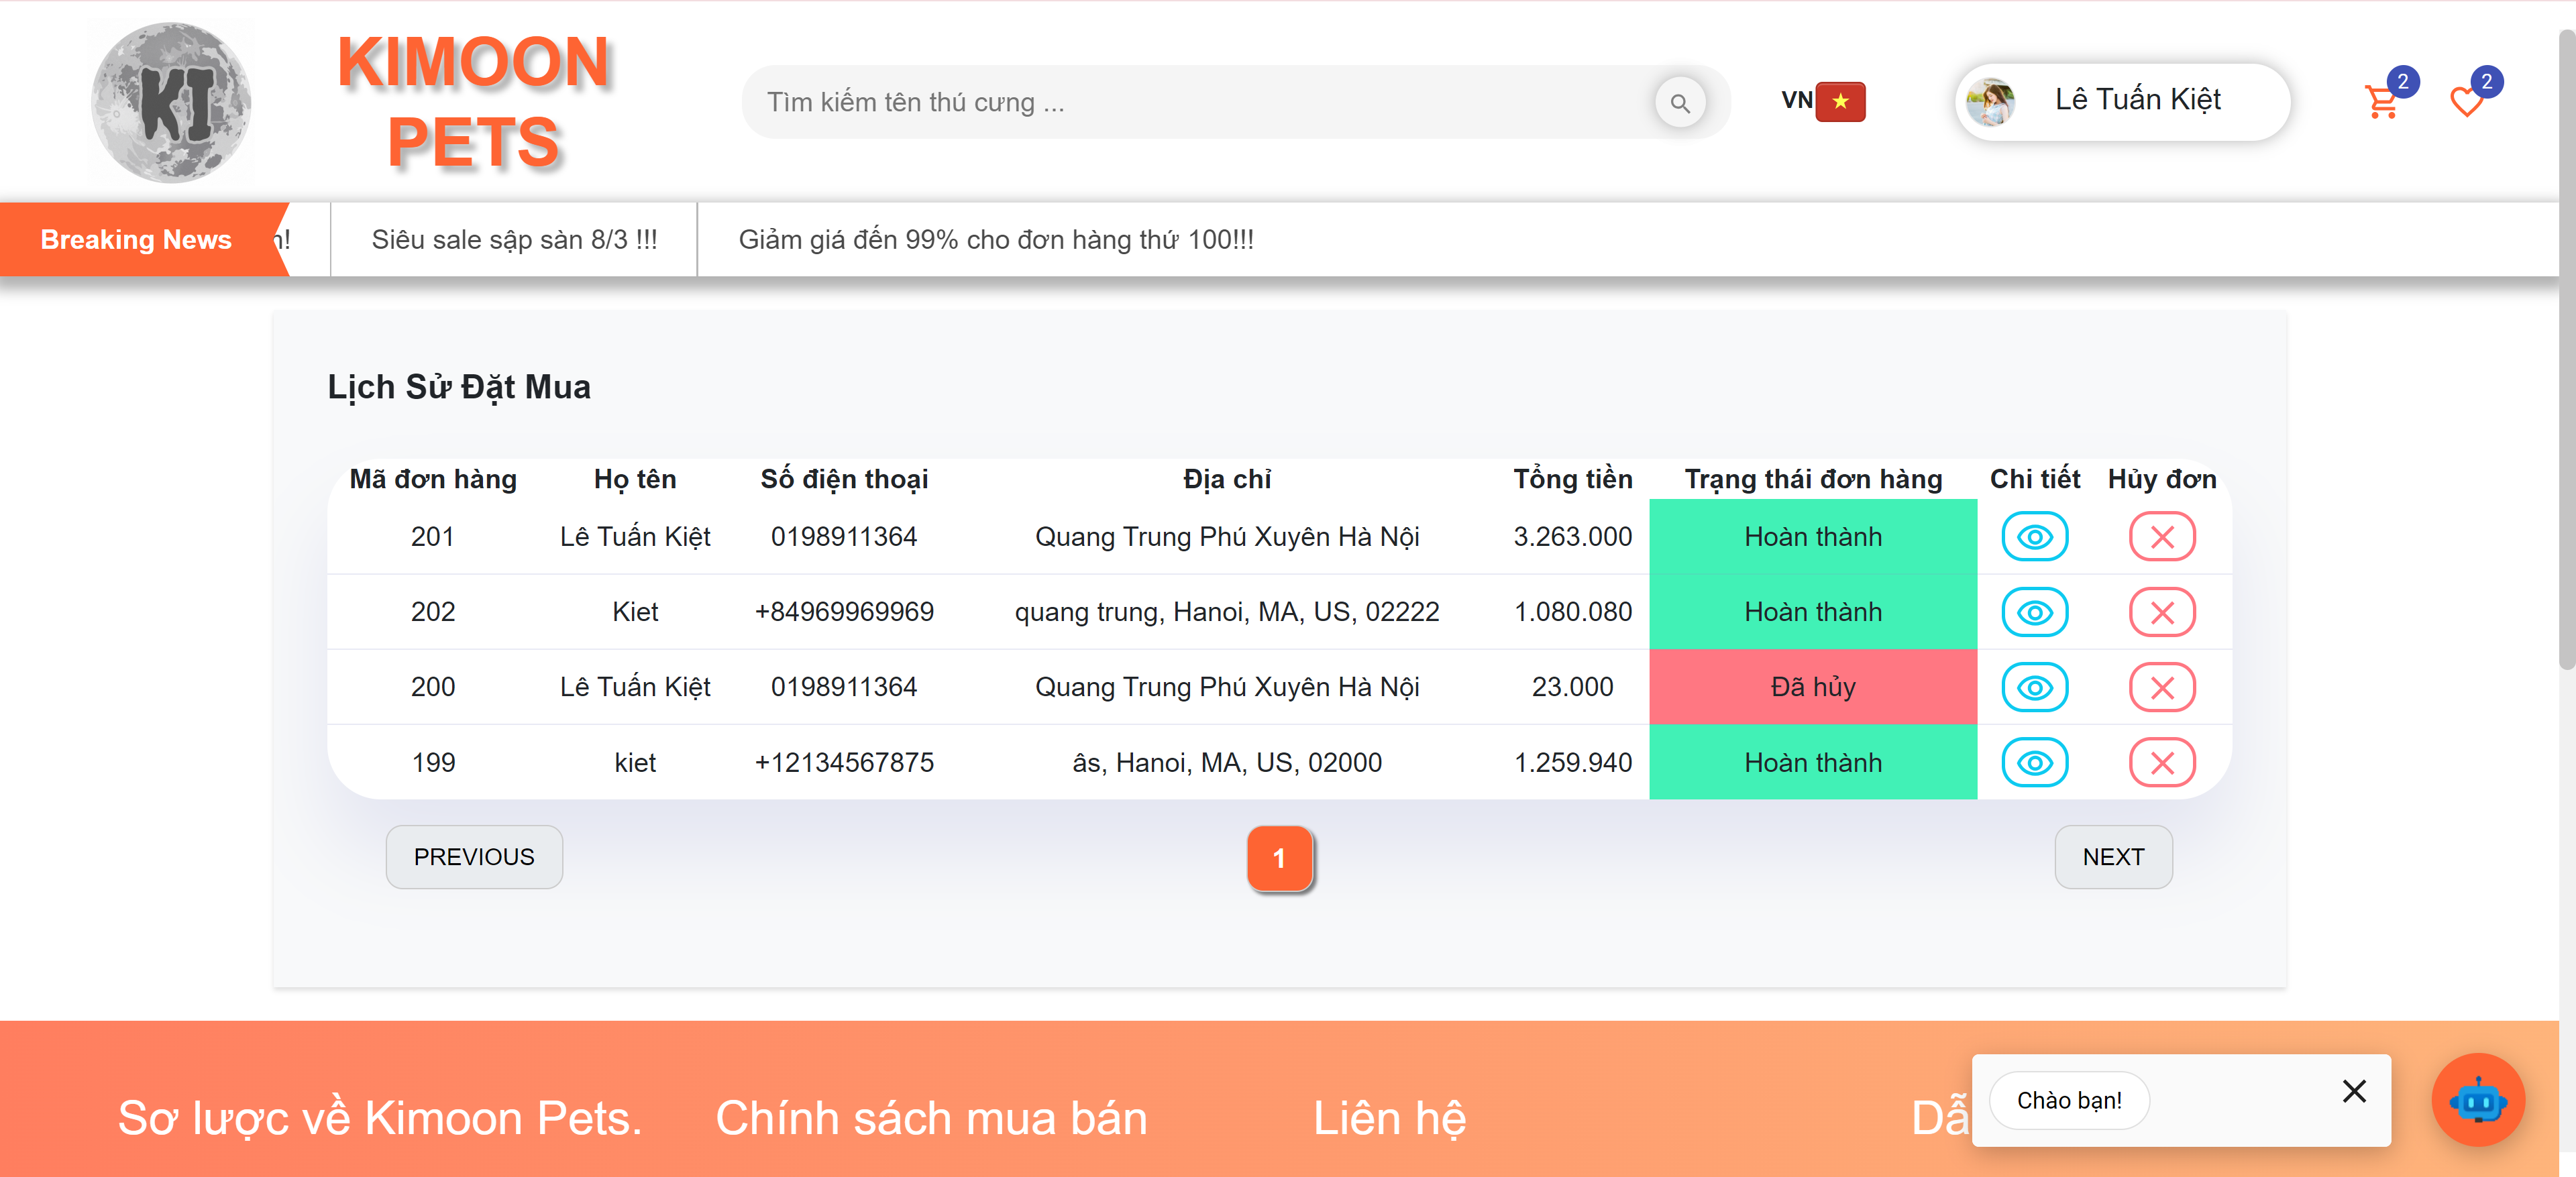 KI
KIMOON
PETS
Tìm kiếm tên thú cưng ...
VN
Lê Tuấn Kiệt
2
2
Breaking News
Siêu sale sập sàn 8/3 !!!
Giảm giá đến 99% cho đơn hàng thứ 100!!!
Lịch Sử Đặt Mua
Mã đơn hàng Họ tên Số điện thoại Địa chỉ Tổng tiền Trạng thái đơn hàng Chi tiết Hủy đơn
201 Lê Tuấn Kiệt 0198911364 Quang Trung Phú Xuyên Hà Nội 3.263.000 Hoàn thành
202 Kiet +84969969969 quang trung, Hanoi, MA, US, 02222 1.080.080 Hoàn thành
200 Lê Tuấn Kiệt 0198911364 Quang Trung Phú Xuyên Hà Nội 23.000 Đã hủy
199 kiet +12134567875 âs, Hanoi, MA, US, 02000 1.259.940 Hoàn thành
PREVIOUS 1 NEXT
Sơ lược về Kimoon Pets. Chính sách mua bán Liên hệ
Chào bạn!